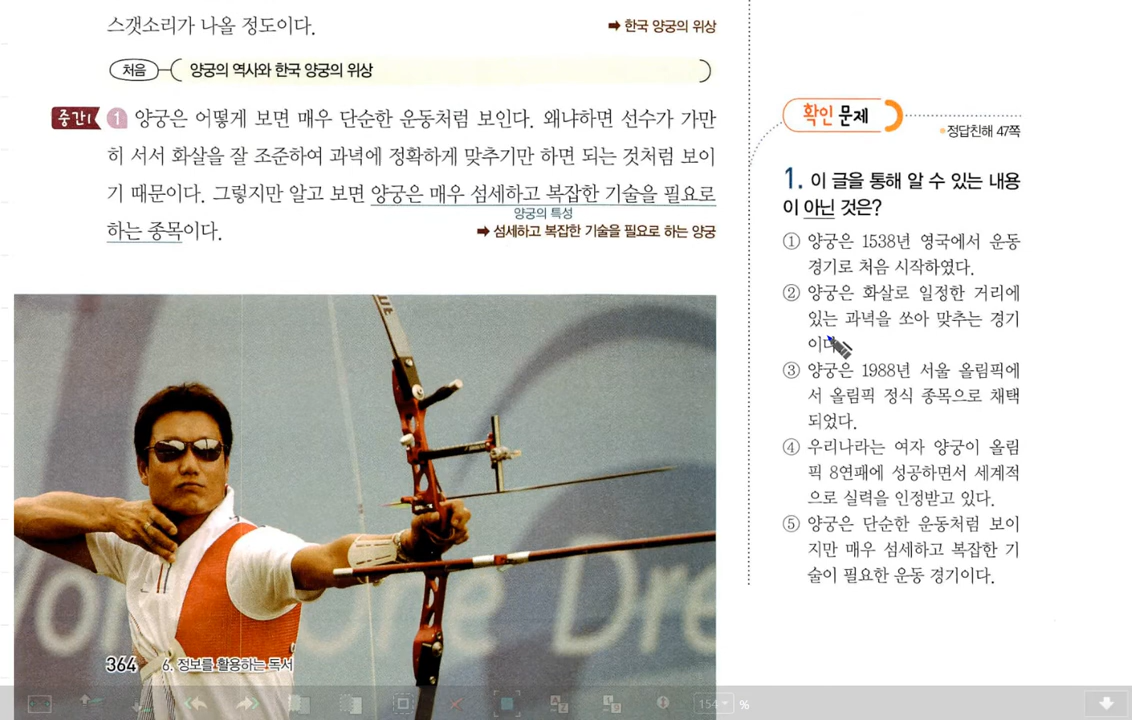 스갯소리가 나올 정도이다.
➡ 한국 양궁의 위상
처음 양궁의 역사와 한국 양궁의 위상
중간1 1 양궁은 어떻게 보면 매우 단순한 운동처럼 보인다. 왜냐하면 선수가 가만
히 서서 화살을 잘 조준하여 과녁에 정확하게 맞추기만 하면 되는 것처럼 보이
기 때문이다. 그렇지만 알고 보면 양궁은 매우 섬세하고 복잡한 기술을 필요로
양궁의 특성
하는 종목이다.
➡ 섬세하고 복잡한 기술을 필요로 하는 양궁
One Dre
364 6. 정보를 활용하는 독서
확인 문제
정답친해 47쪽
1. 이 글을 통해 알 수 있는 내용
이 아닌 것은?
① 양궁은 1538년 영국에서 운동
경기로 처음 시작하였다.
② 양궁은 화살로 일정한 거리에
있는 과녁을 쏘아 맞추는 경기
이다
③ 양궁은 1988년 서울 올림픽에
서 올림픽 정식 종목으로 채택
되었다.
④ 우리나라는 여자 양궁이 올림
픽 8연패에 성공하면서 세계적
으로 실력을 인정받고 있다.
⑤ 양궁은 단순한 운동처럼 보이
지만 매우 섬세하고 복잡한 기
술이 필요한 운동 경기이다.
154 %